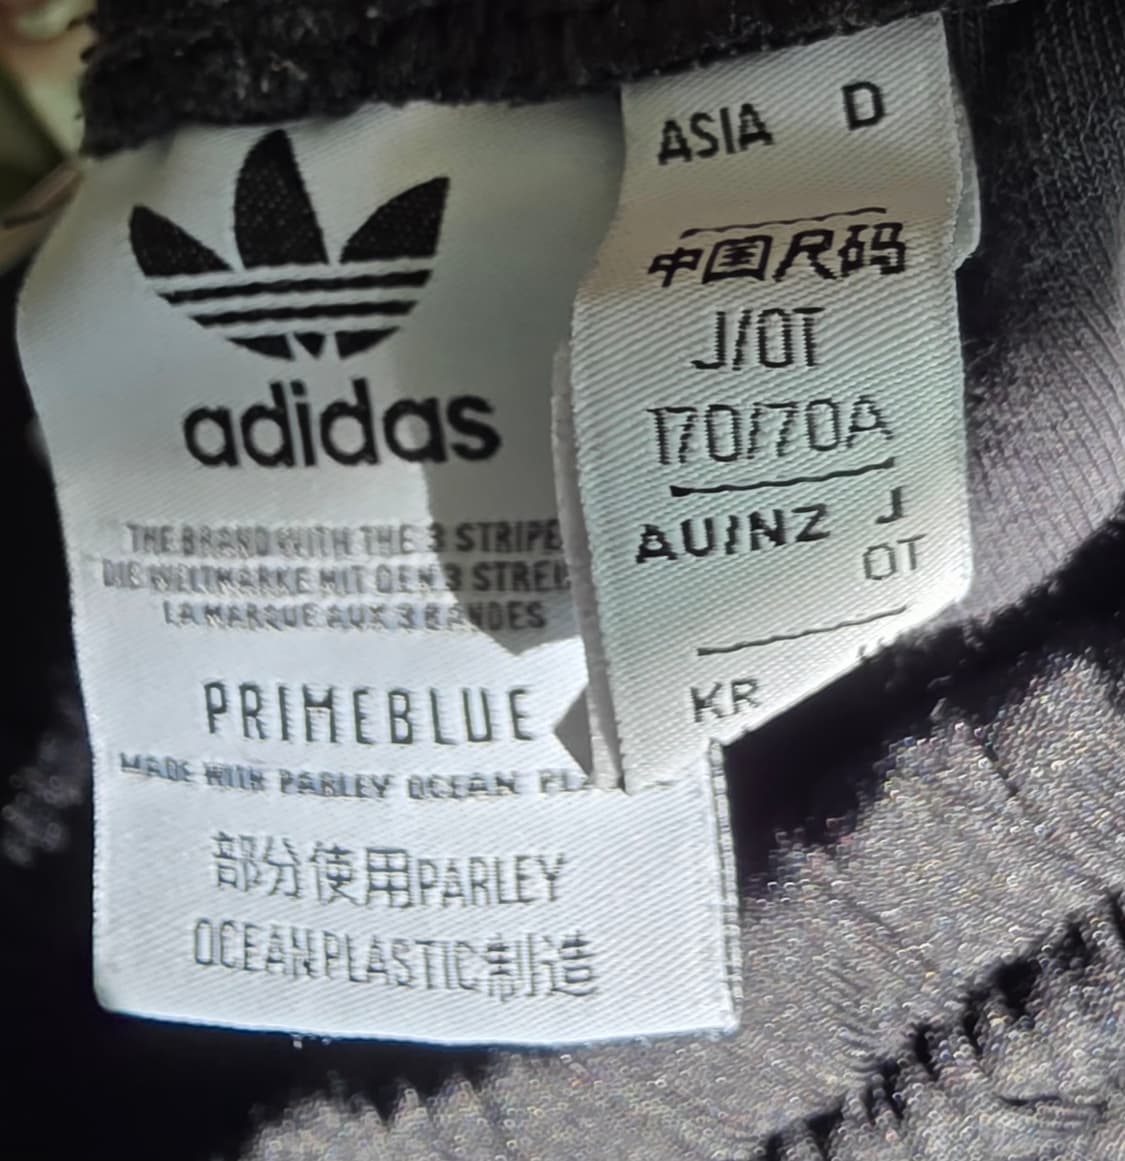 adidas
THE BRAND WITH THE 3 STRIPE
DIE WELTMARKE MIT DEN 3 STREI
LA MARQUE AUX 3 BANDES
PRIMEBLUE
MADE WITH PARLEY OCEAN PLA
部分使用PARLEY
OCEANPLASTIC制造
ASIA D
中国尺码
J/OT
170/70A
AU/NZ J
OT
KR